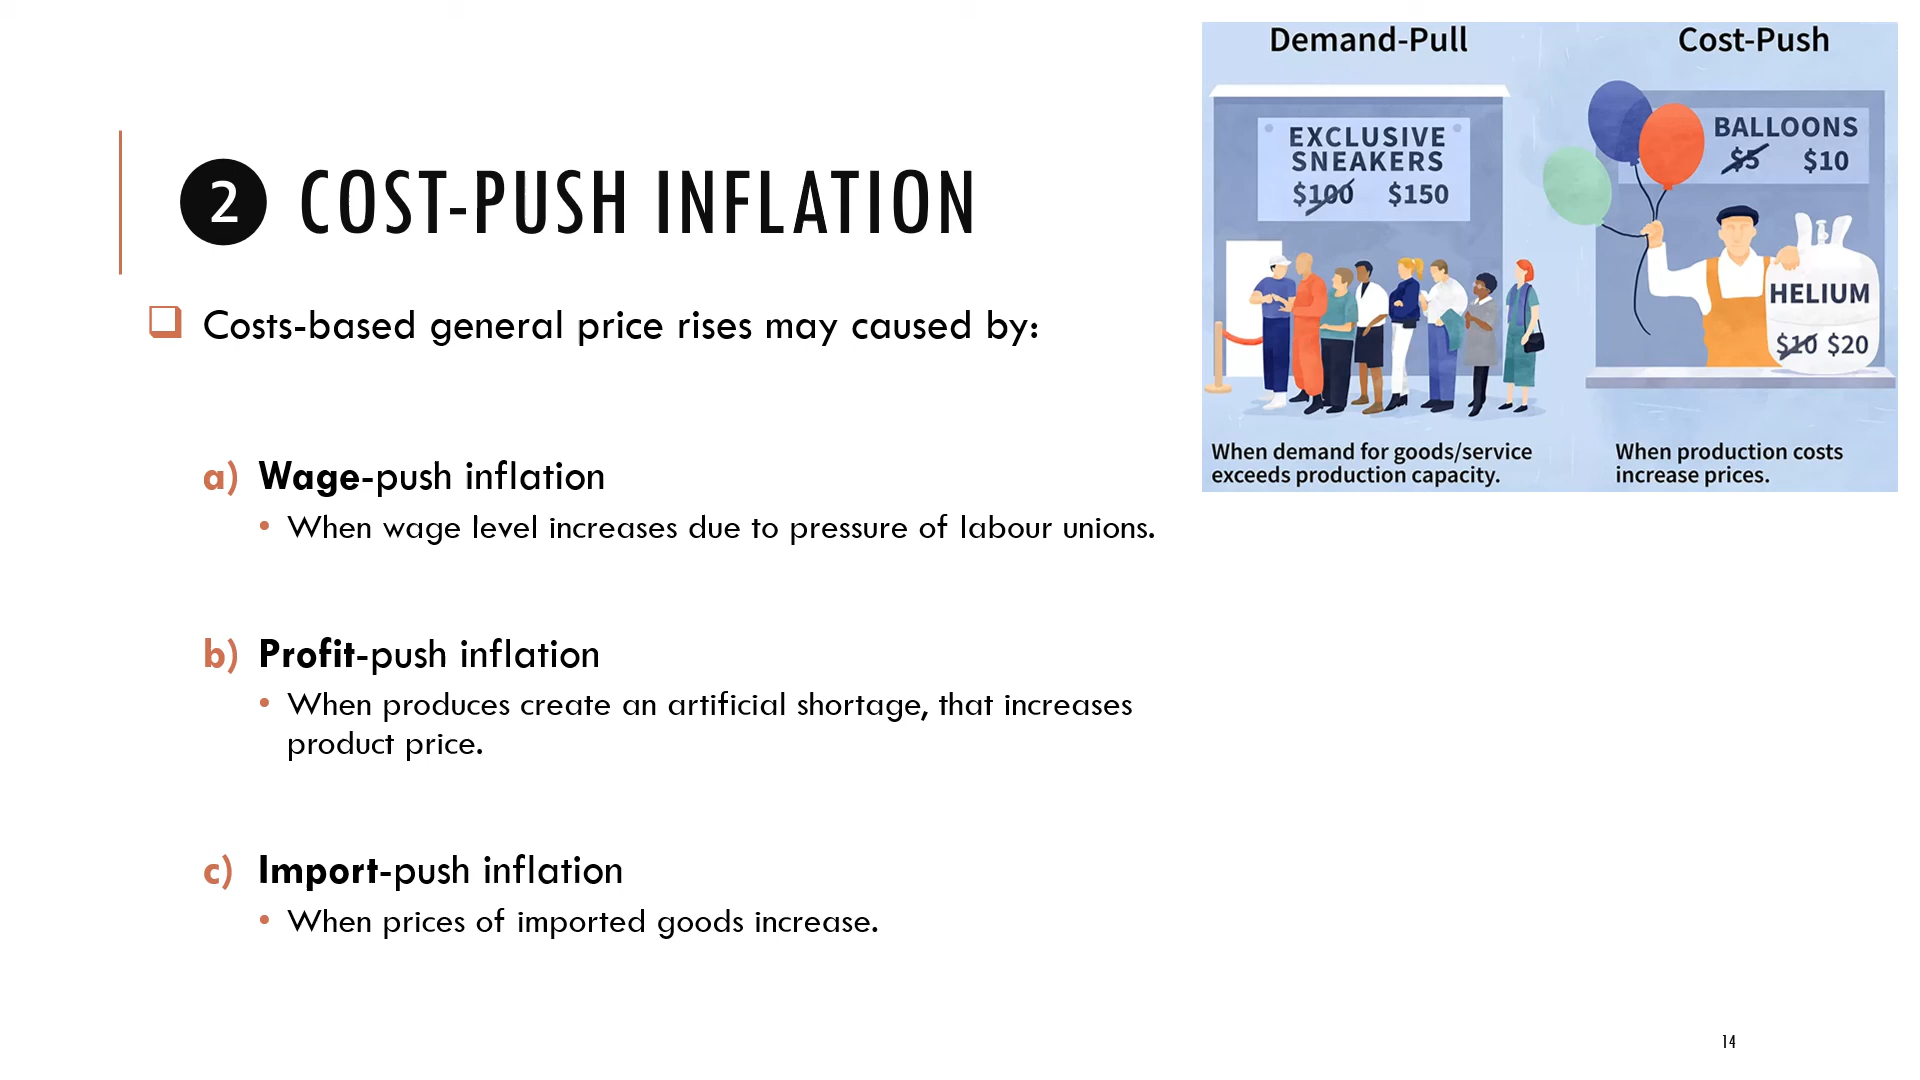 ❷ COST-PUSH INFLATION
❑ Costs-based general price rises may caused by:
a) Wage-push inflation
• When wage level increases due to pressure of labour unions.
b) Profit-push inflation
• When produces create an artificial shortage, that increases
product price.
c) Import-push inflation
• When prices of imported goods increase.
Demand-Pull
EXCLUSIVE
SNEAKERS
$100 $150
When demand for goods/service
exceeds production capacity.
Cost-Push
BALLOONS
$5 $10
HELIUM
$10 $20
When production costs
increase prices.
14